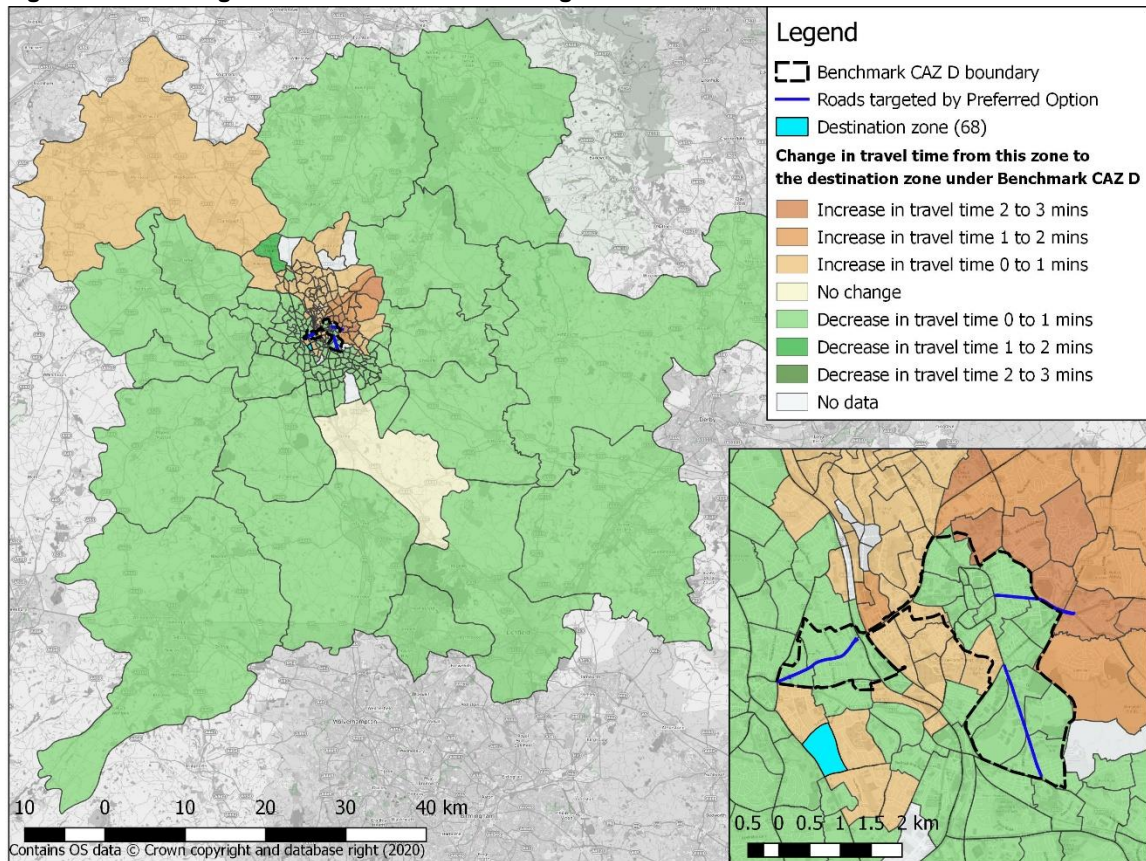 Legend
Benchmark CAZ D boundary
Roads targeted by Preferred Option
Destination zone (68)
Change in travel time from this zone to
the destination zone under Benchmark CAZ D
Increase in travel time 2 to 3 mins
Increase in travel time 1 to 2 mins
Increase in travel time 0 to 1 mins
No change
Decrease in travel time 0 to 1 mins
Decrease in travel time 1 to 2 mins
Decrease in travel time 2 to 3 mins
No data
10 0 10 20 30 40 km
Contains OS data © Crown copyright and database right (2020)
0.5 0 0.5 1 1.5 2 km